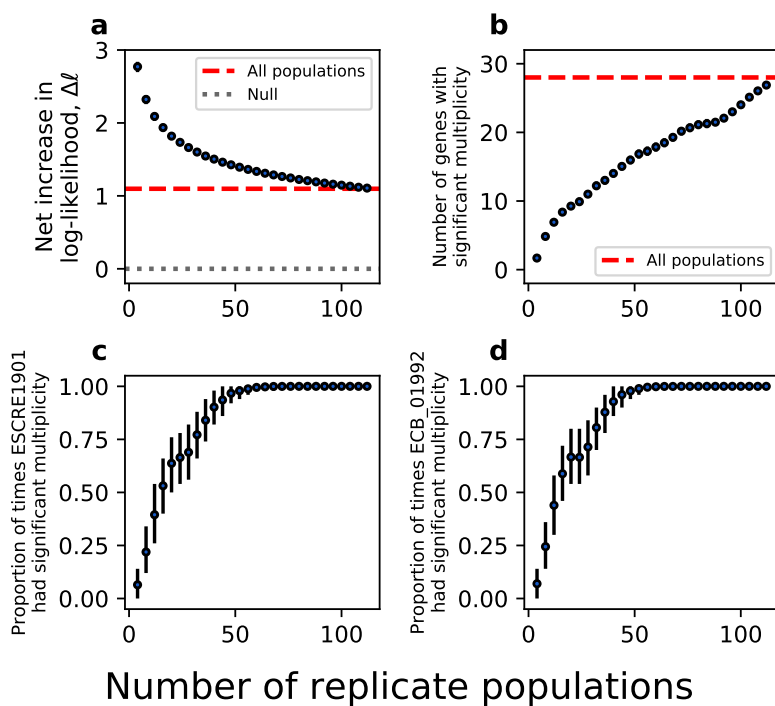 a
Net increase in
log-likelihood, Δℓ
3
2
1
0
All populations
Null
0
50
100
b
Number of genes with
significant multiplicity
30
20
10
0
All populations
0
50
100
c
Proportion of times ESCRE1901
had significant multiplicity
1.00
0.75
0.50
0.25
0.00
0
50
100
d
Proportion of times ECB_01992
had significant multiplicity
1.00
0.75
0.50
0.25
0.00
0
50
100
Number of replicate populations